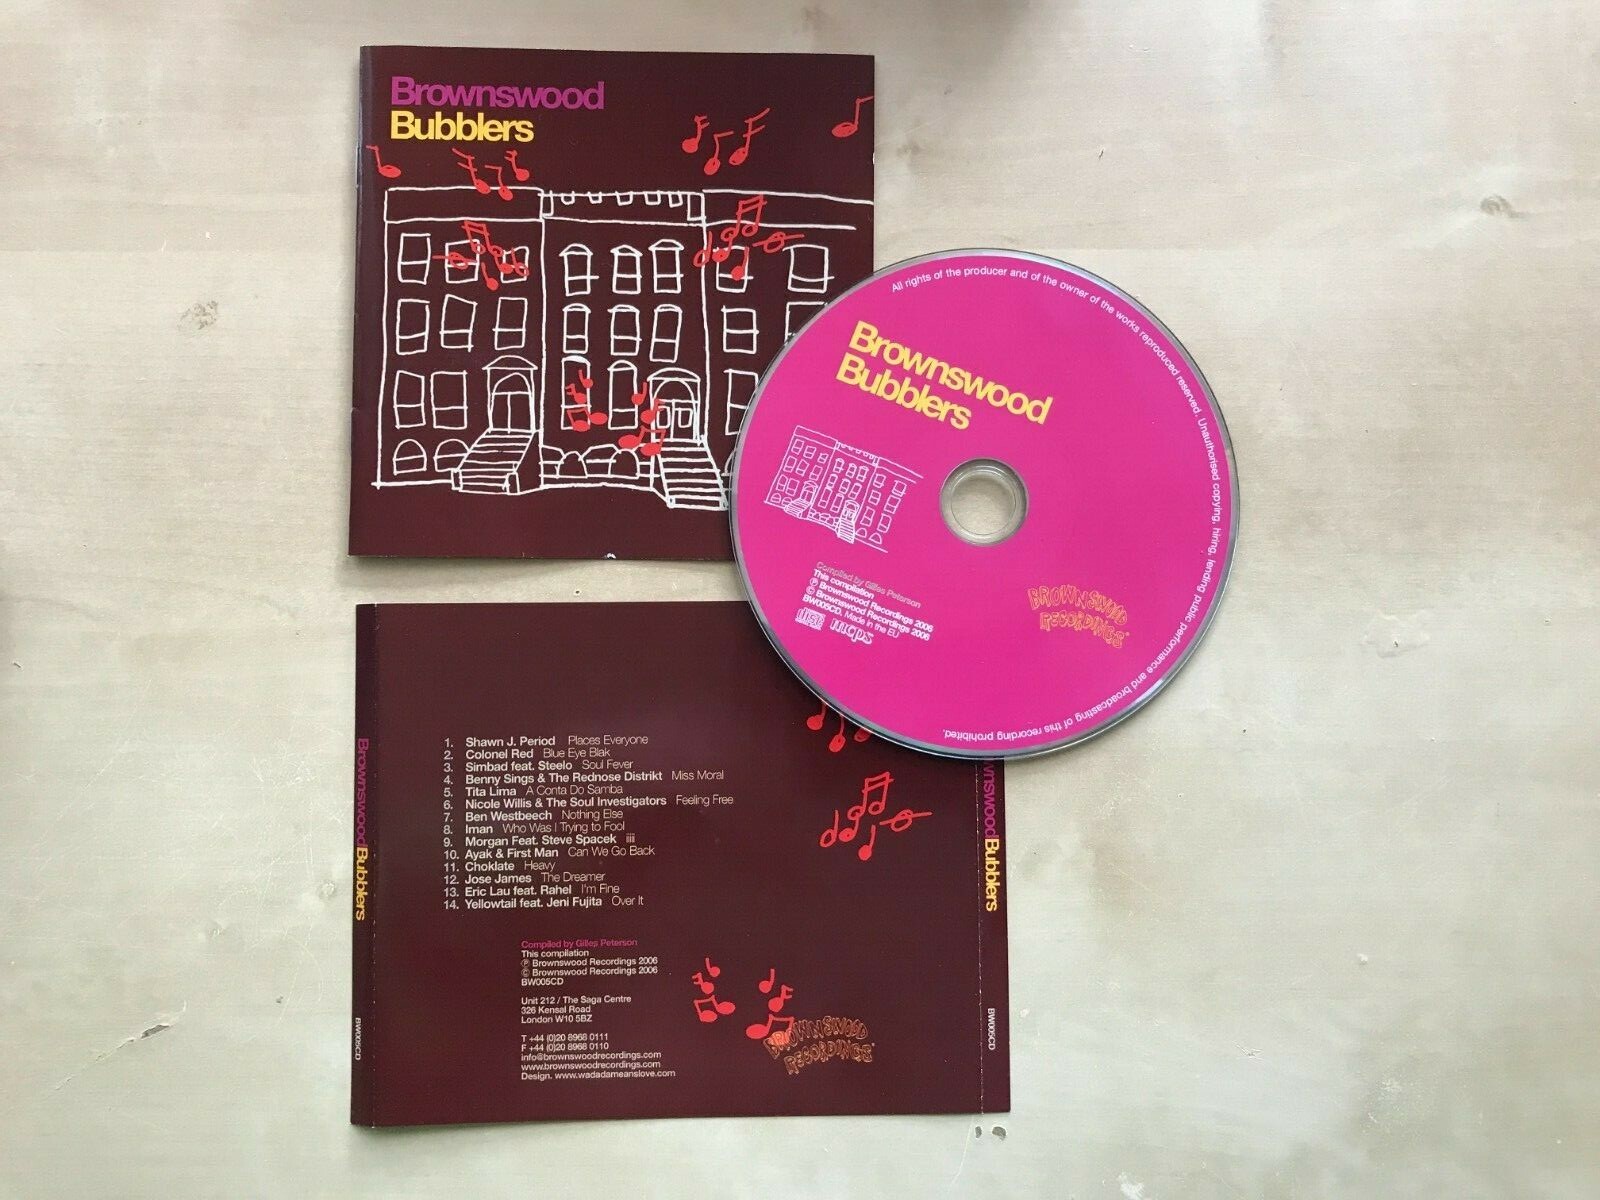 Brownswood
Bubblers
All rights of the producer and of the owner of the works reproduced reserved. Unauthorised copying, hiring, lending public performance and broadcasting of this recording prohibited.
Brownswood
Bubblers
Compiled by Gilles Peterson
This compilation
℗ Brownswood Recordings 2006
© Brownswood Recordings 2006
BW005CD. Made in the EU
mcps
BROWNSWOOD
RECORDINGS
1. Shawn J. Period Places Everyone
2. Colonel Red Blue Eye Blak
3. Simbad feat. Steelo Soul Fever
4. Benny Sings & The Rednose Distrikt Miss Moral
5. Tita Lima A Conta Do Samba
6. Nicole Willis & The Soul Investigators Feeling Free
7. Ben Westbeech Nothing Else
8. Iman Who Was I Trying to Fool
9. Morgan Feat. Steve Spacek iiiii
10. Ayak & First Man Can We Go Back
11. Choklate Heavy
12. Jose James The Dreamer
13. Eric Lau feat. Rahel I'm Fine
14. Yellowtail feat. Jeni Fujita Over It
Compiled by Gilles Peterson
This compilation
℗ Brownswood Recordings 2006
© Brownswood Recordings 2006
BW005CD
Unit 212 / The Saga Centre
326 Kensal Road
London W10 5BZ
T +44 (0)20 8968 0111
F +44 (0)20 8968 0110
info@brownswoodrecordings.com
www.brownswoodrecordings.com
Design. www.wadadameanslove.com
BROWNSWOOD
RECORDINGS
BrownswoodBubblers
BW005CD
wnswoodBubblers
BW005CD